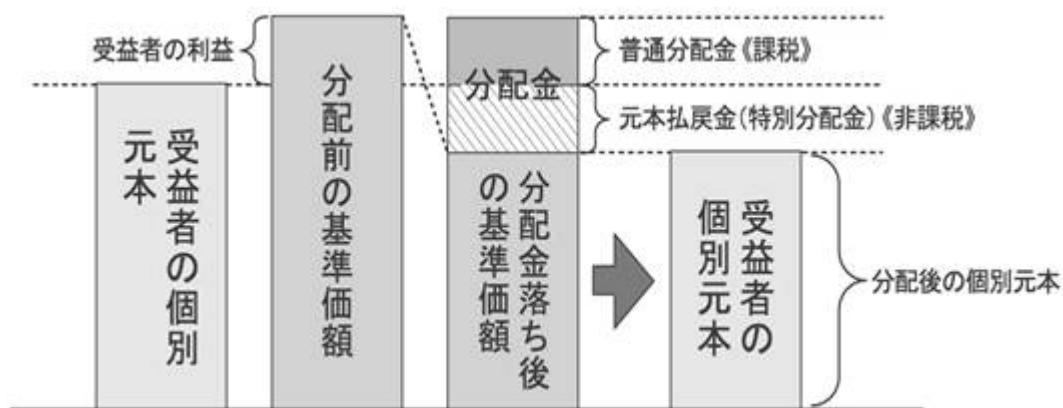 受益者の利益
受益者の個別
元本
分配前の基準価額
分配金
分配金落ち後
の基準価額
普通分配金《課税》
元本払戻金(特別分配金)《非課税》
受益者の
個別元本
分配後の個別元本